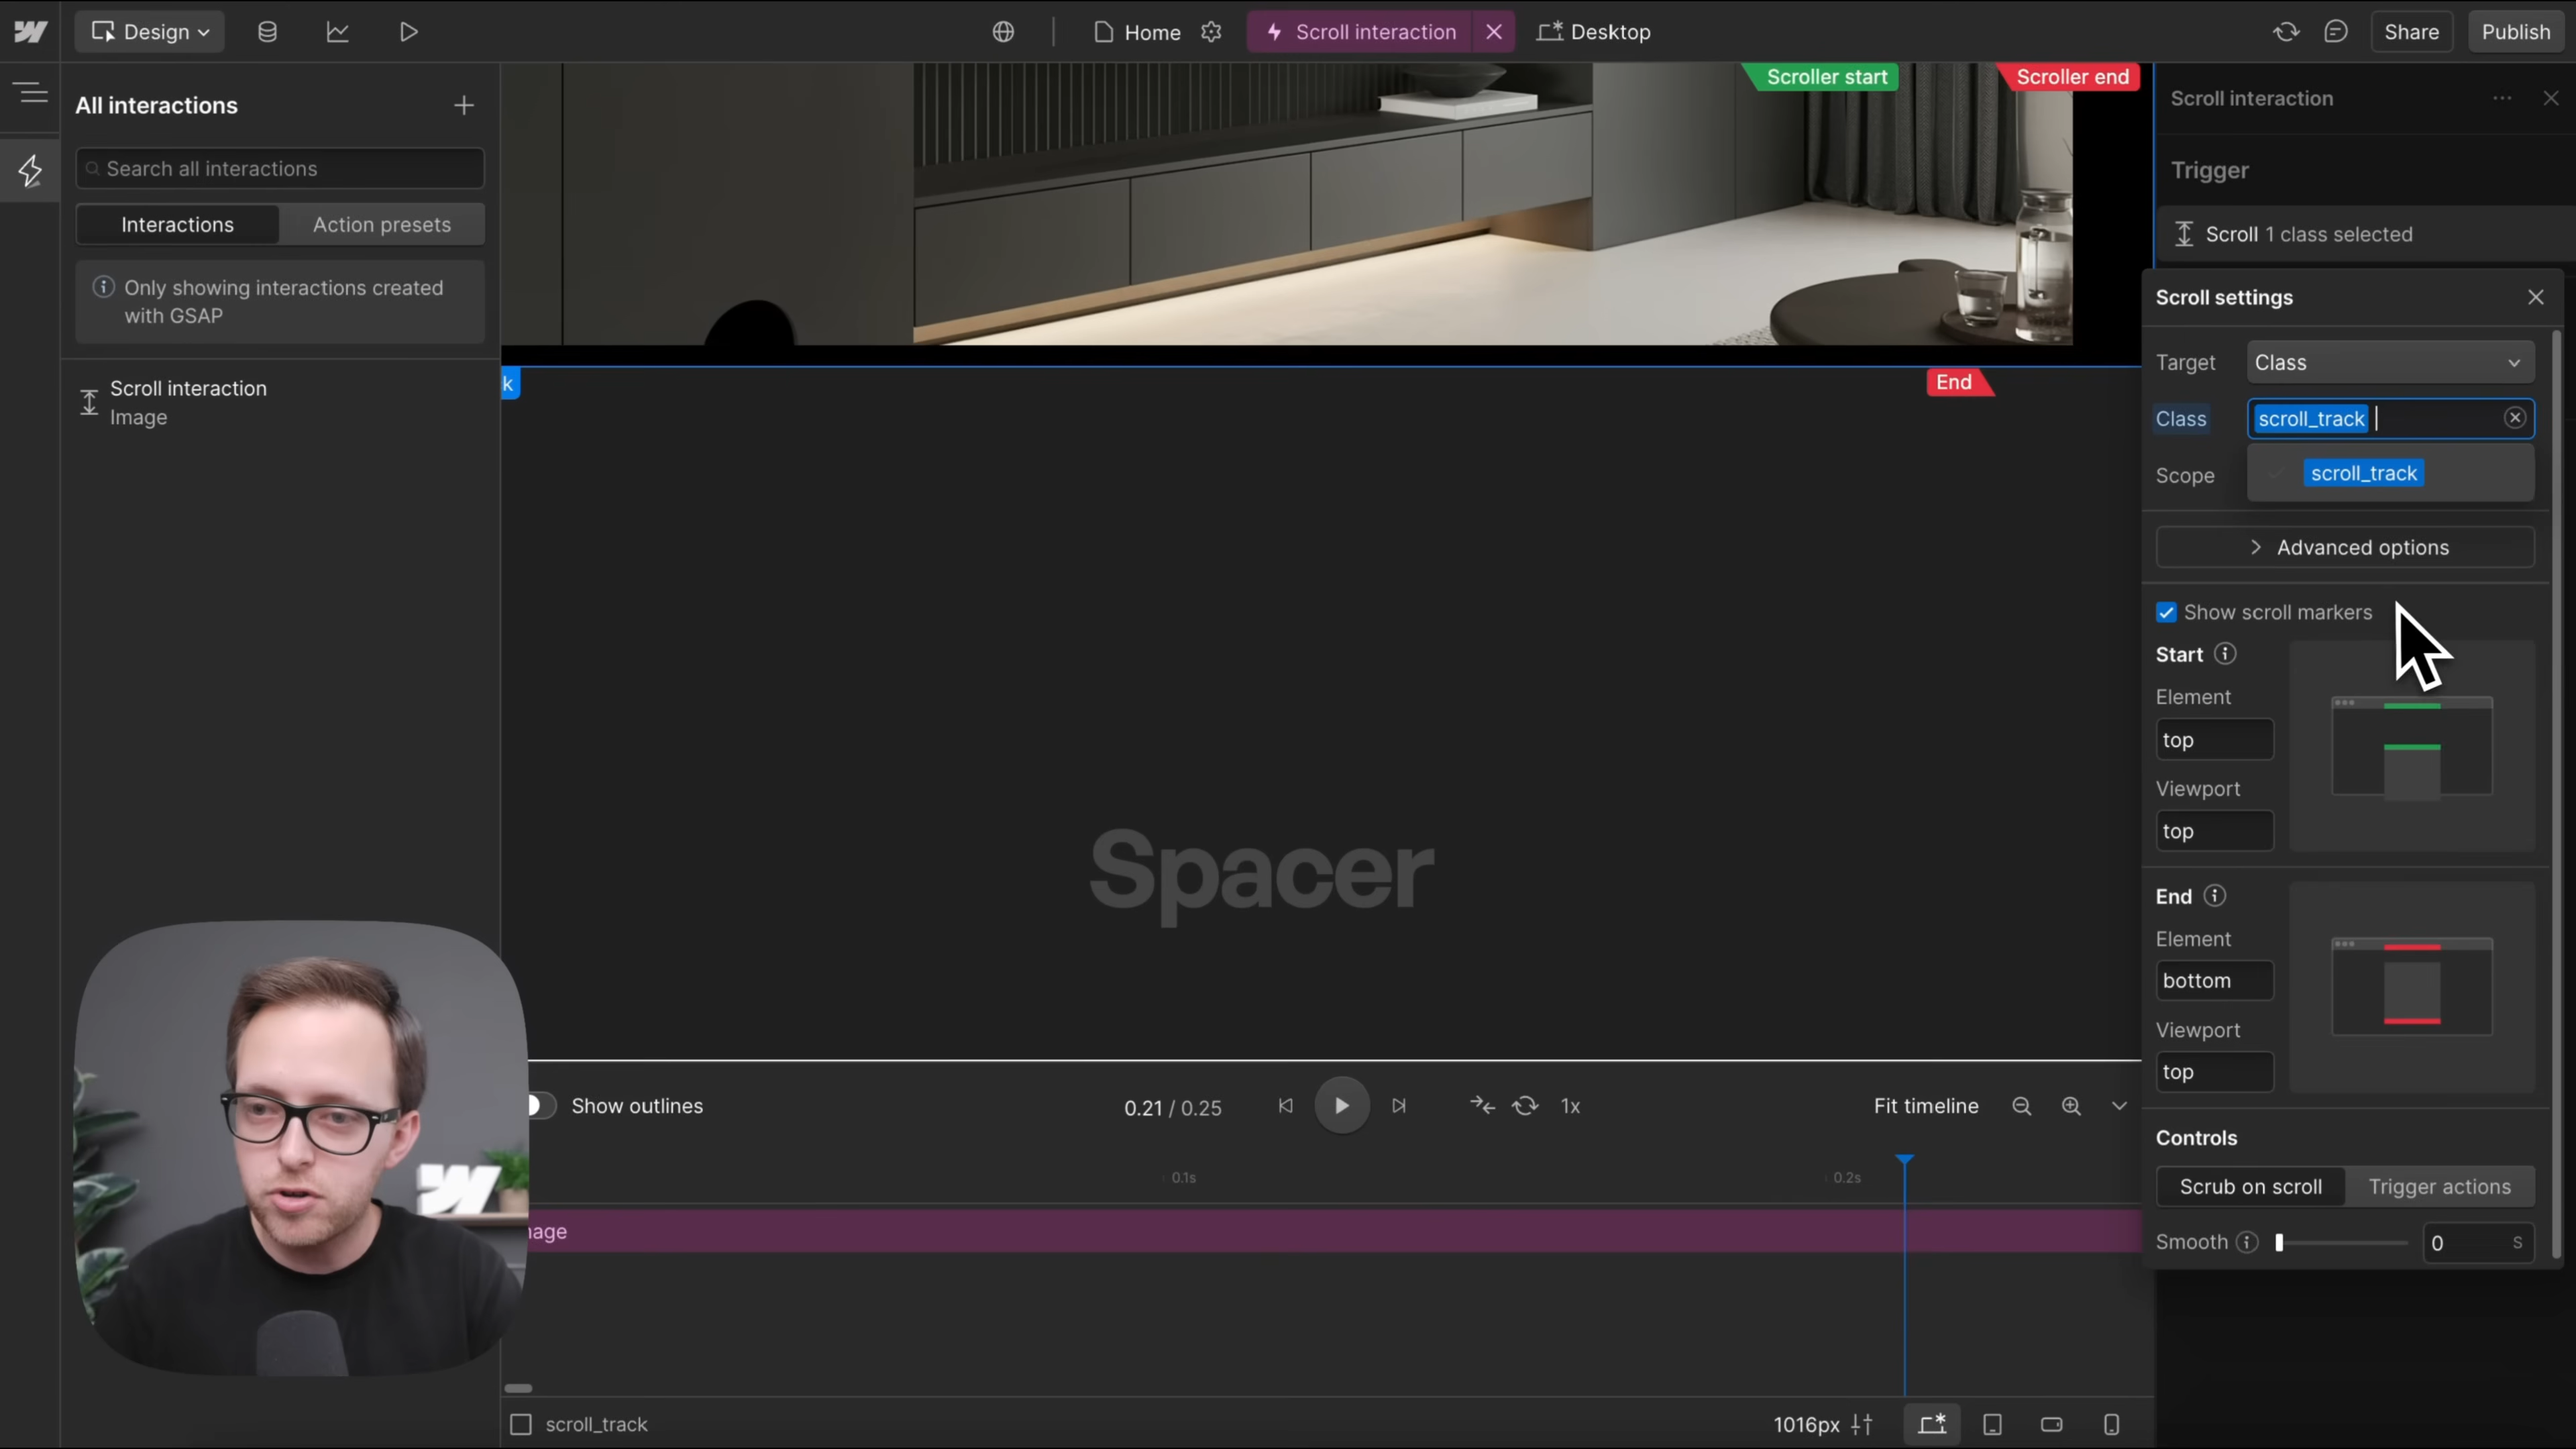 Design
Home
Scroll interaction
Desktop
Share
Publish
All interactions
Search all interactions
Interactions
Action presets
Only showing interactions created
with GSAP
Scroll interaction
Image
Scroller start
Scroller end
k
End
Spacer
Show outlines
0.21 / 0.25
1x
Fit timeline
0.1s
0.2s
nage
scroll_track
1016px
Scroll interaction
Trigger
Scroll 1 class selected
Scroll settings
Target
Class
Class
scroll_track
Scope
scroll_track
Advanced options
Show scroll markers
Start
Element
top
Viewport
top
End
Element
bottom
Viewport
top
Controls
Scrub on scroll
Trigger actions
Smooth
0
S